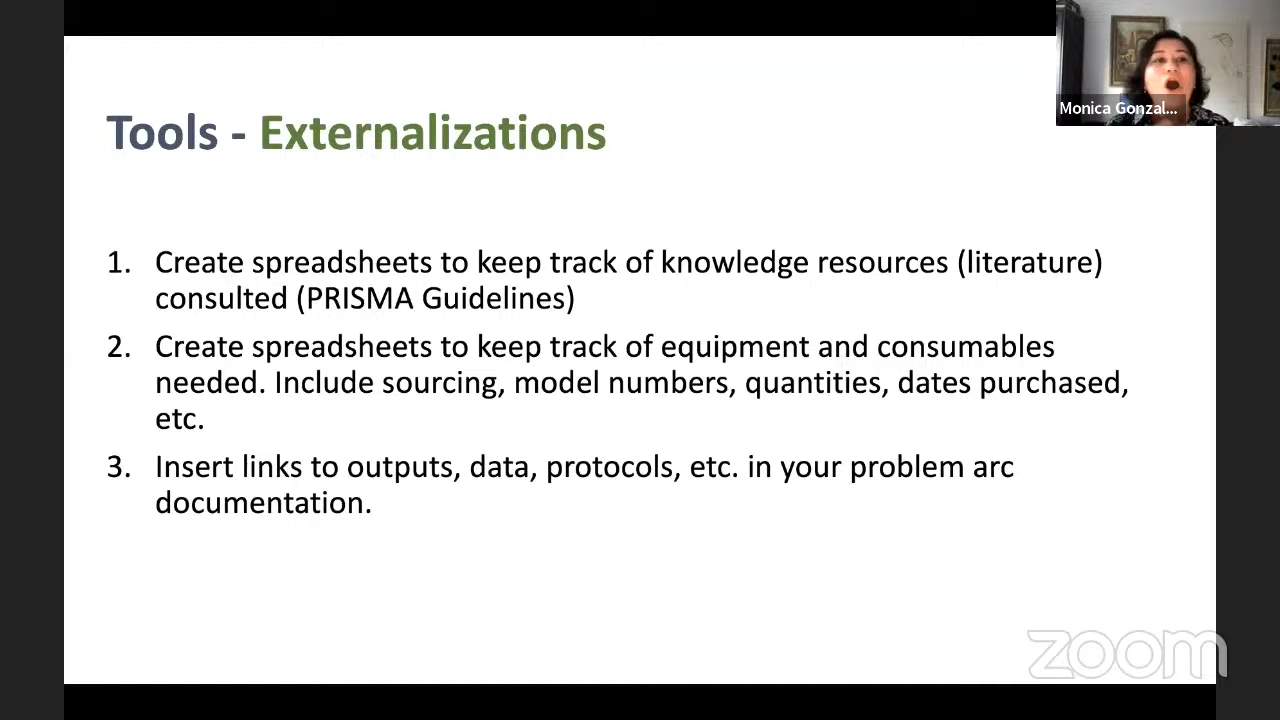 Monica Gonzal...
Tools - Externalizations
1. Create spreadsheets to keep track of knowledge resources (literature)
consulted (PRISMA Guidelines)
2. Create spreadsheets to keep track of equipment and consumables
needed. Include sourcing, model numbers, quantities, dates purchased,
etc.
3. Insert links to outputs, data, protocols, etc. in your problem arc
documentation.
zoom